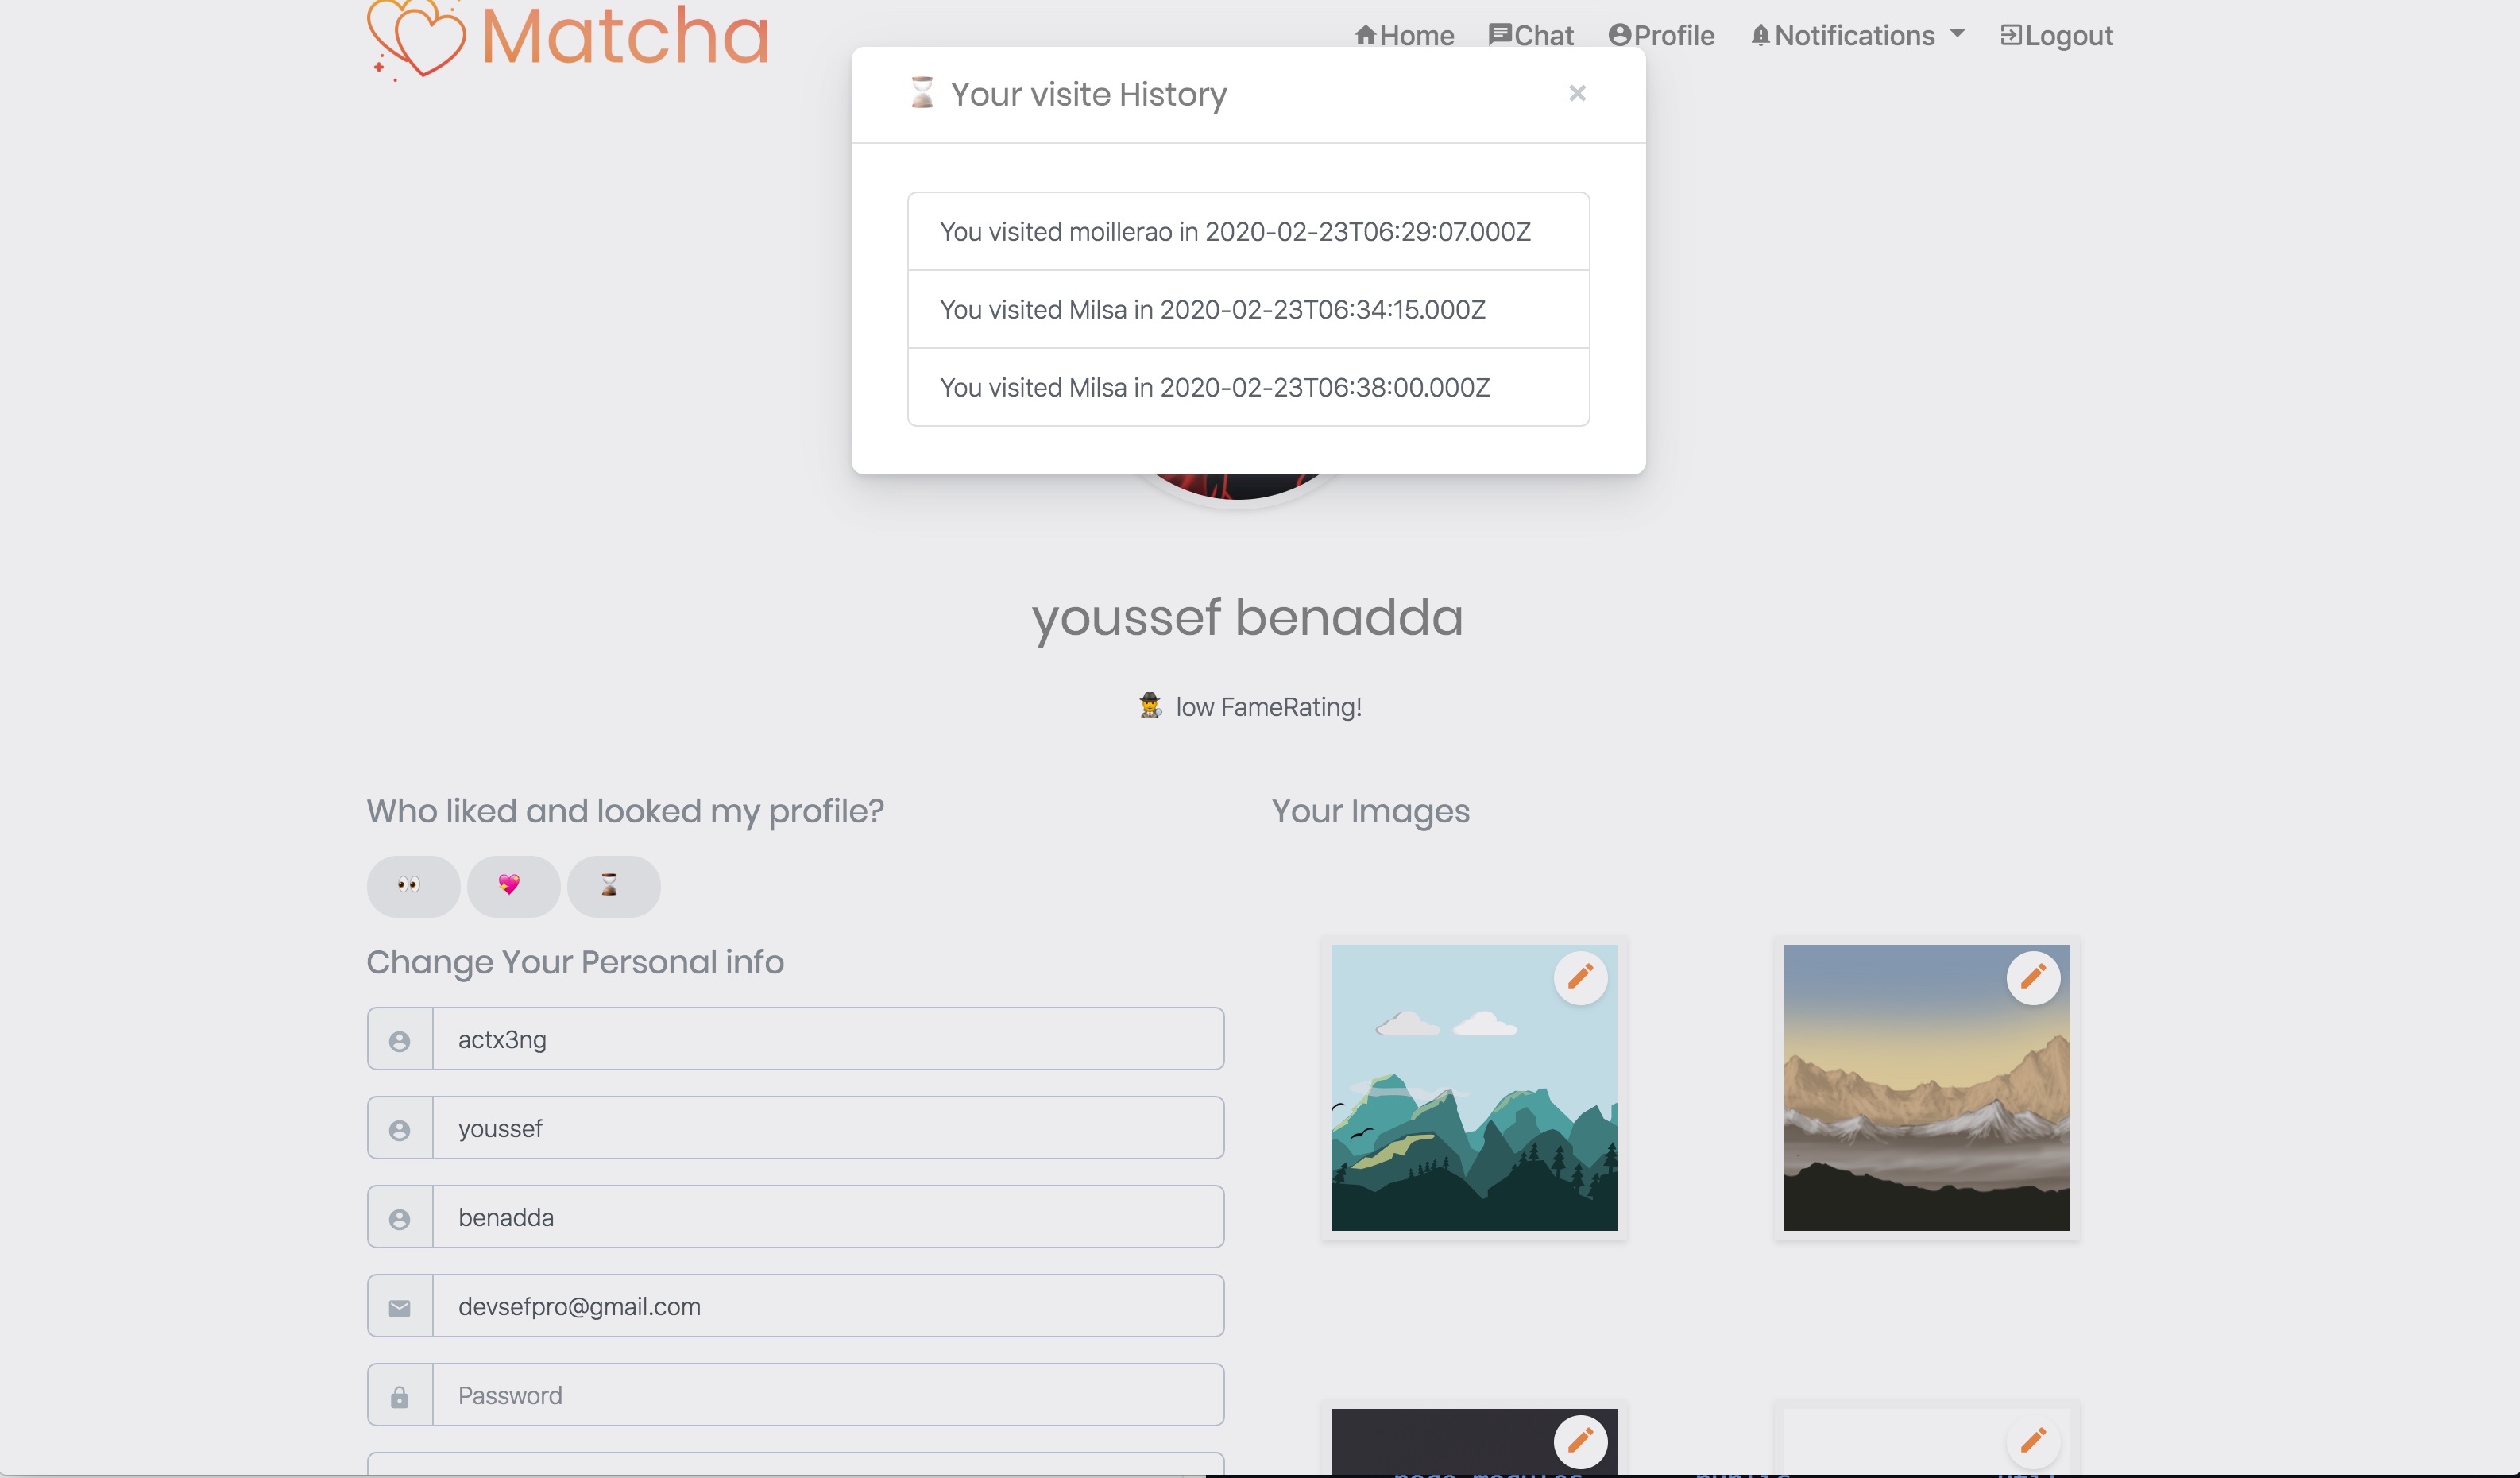 Matcha
Home Chat Profile Notifications Logout
Your visite History ×
You visited moillerao in 2020-02-23T06:29:07.000Z
You visited Milsa in 2020-02-23T06:34:15.000Z
You visited Milsa in 2020-02-23T06:38:00.000Z
youssef benadda
low FameRating!
Who liked and looked my profile?
Your Images
Change Your Personal info
actx3ng
youssef
benadda
devsefpro@gmail.com
Password